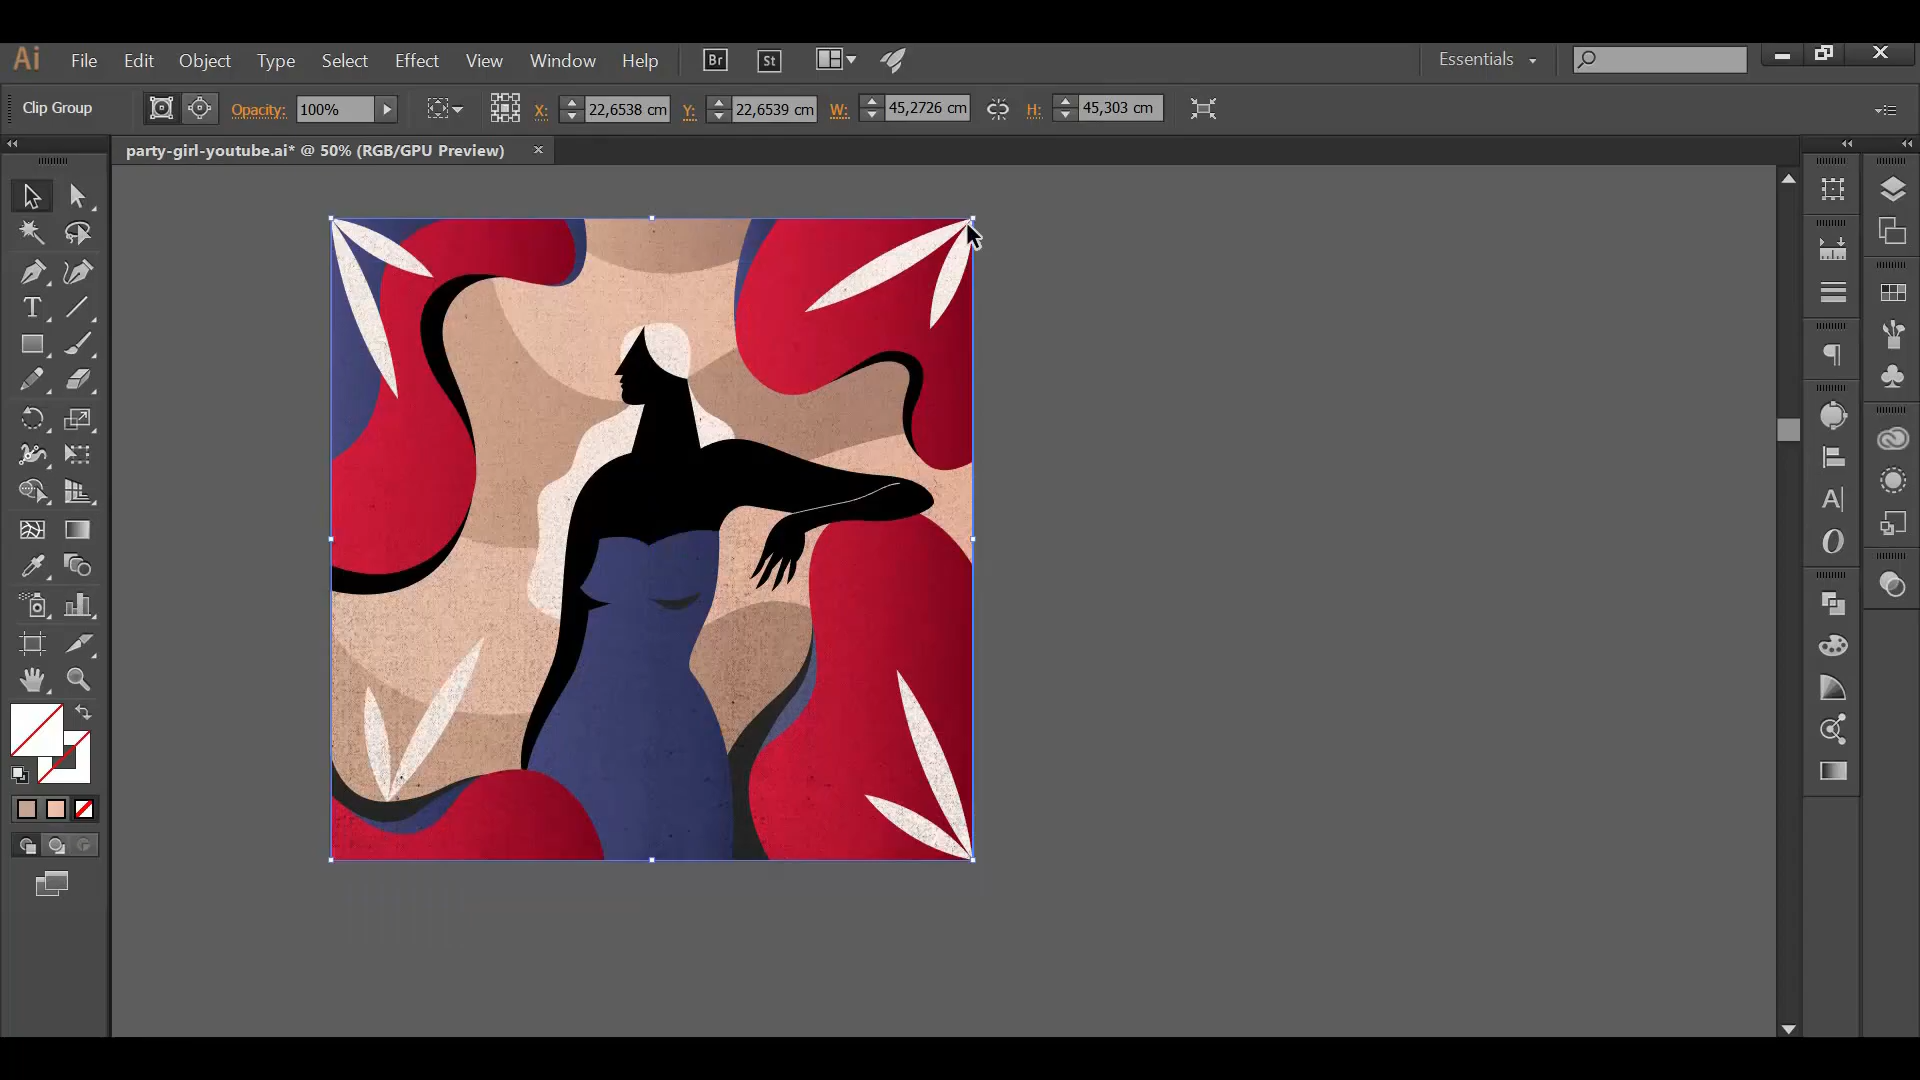 Ai File Edit Object Type Select Effect View Window Help Br St Essentials
Clip Group Opacity: 100% X: 22,6538 cm Y: 22,6539 cm W: 45,2726 cm H: 45,303 cm
party-girl-youtube.ai* @ 50% (RGB/GPU Preview)